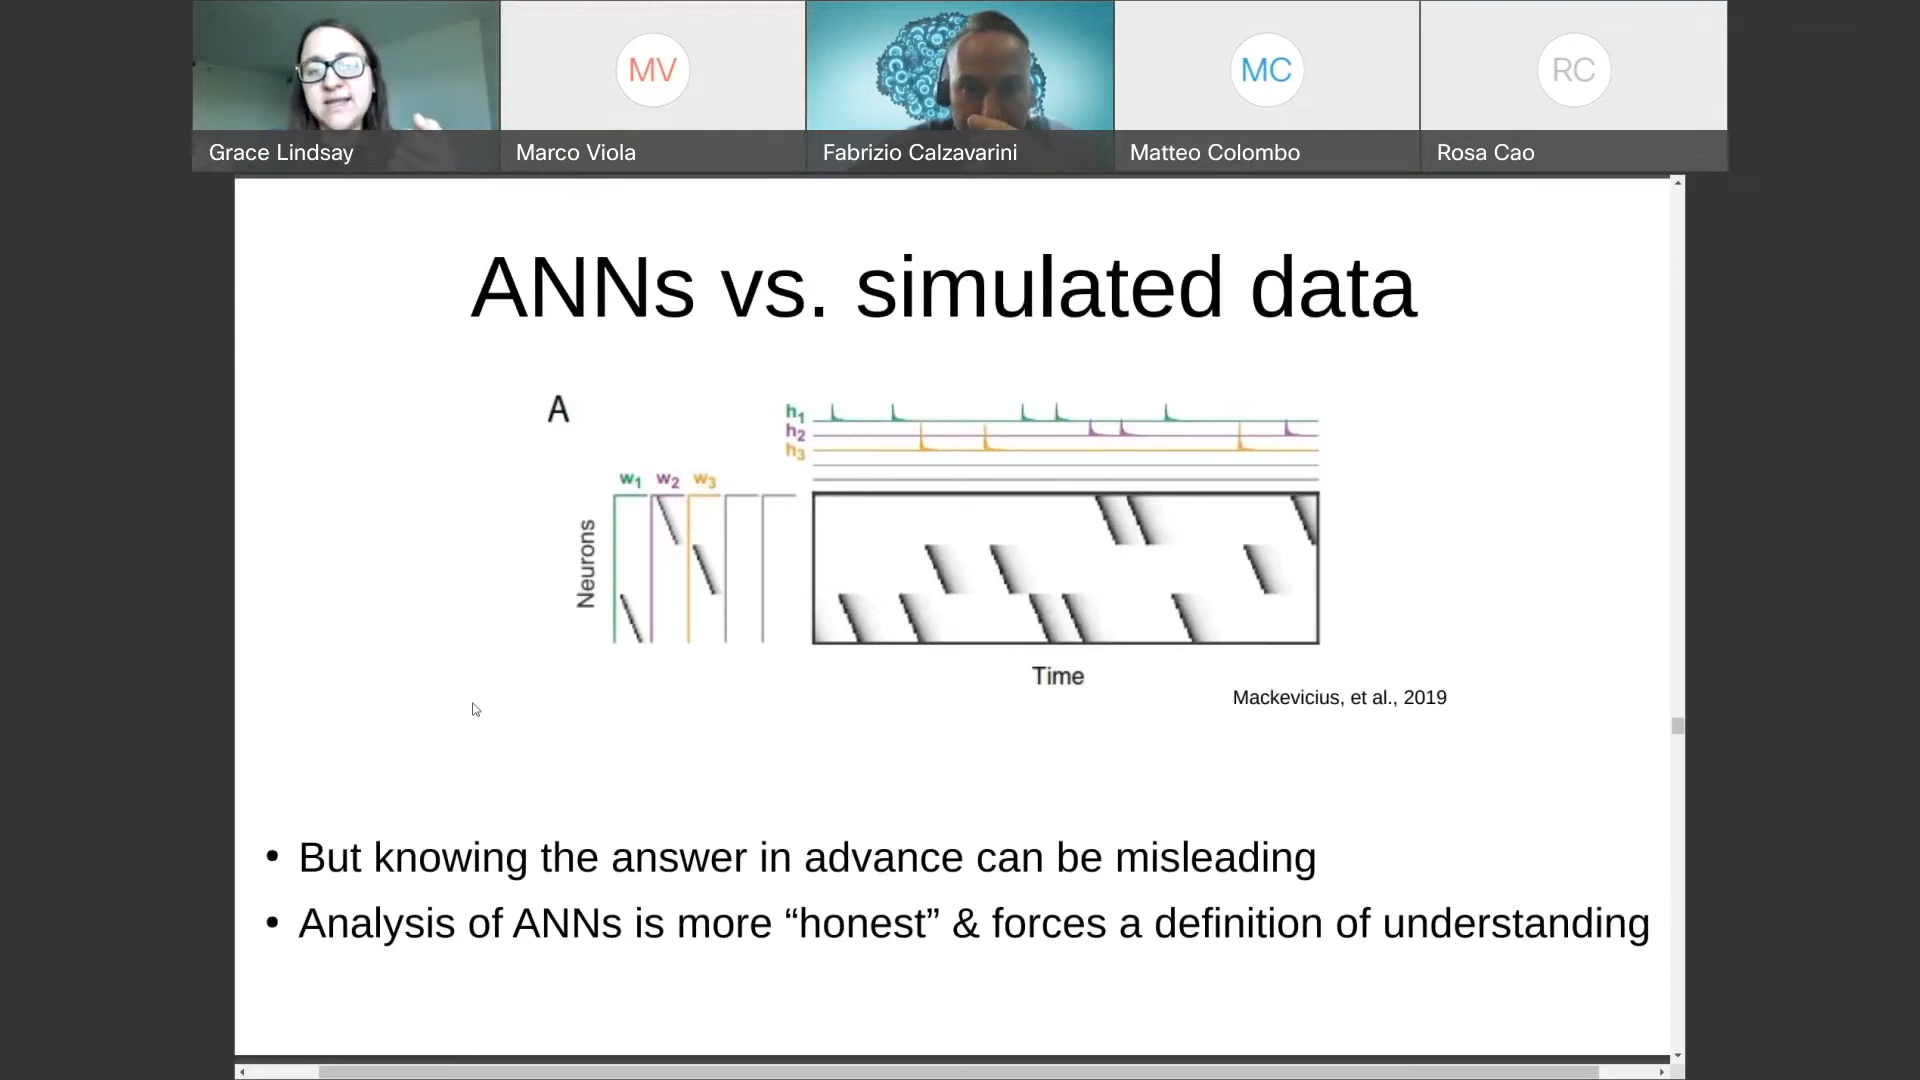 MV
MC
RC
Grace Lindsay
Marco Viola
Fabrizio Calzavarini
Matteo Colombo
Rosa Cao
ANNs vs. simulated data
A
h1
h2
h3
w1 w2 w3
Neurons
Time
Mackevicius, et al., 2019
• But knowing the answer in advance can be misleading
• Analysis of ANNs is more “honest” & forces a definition of understanding